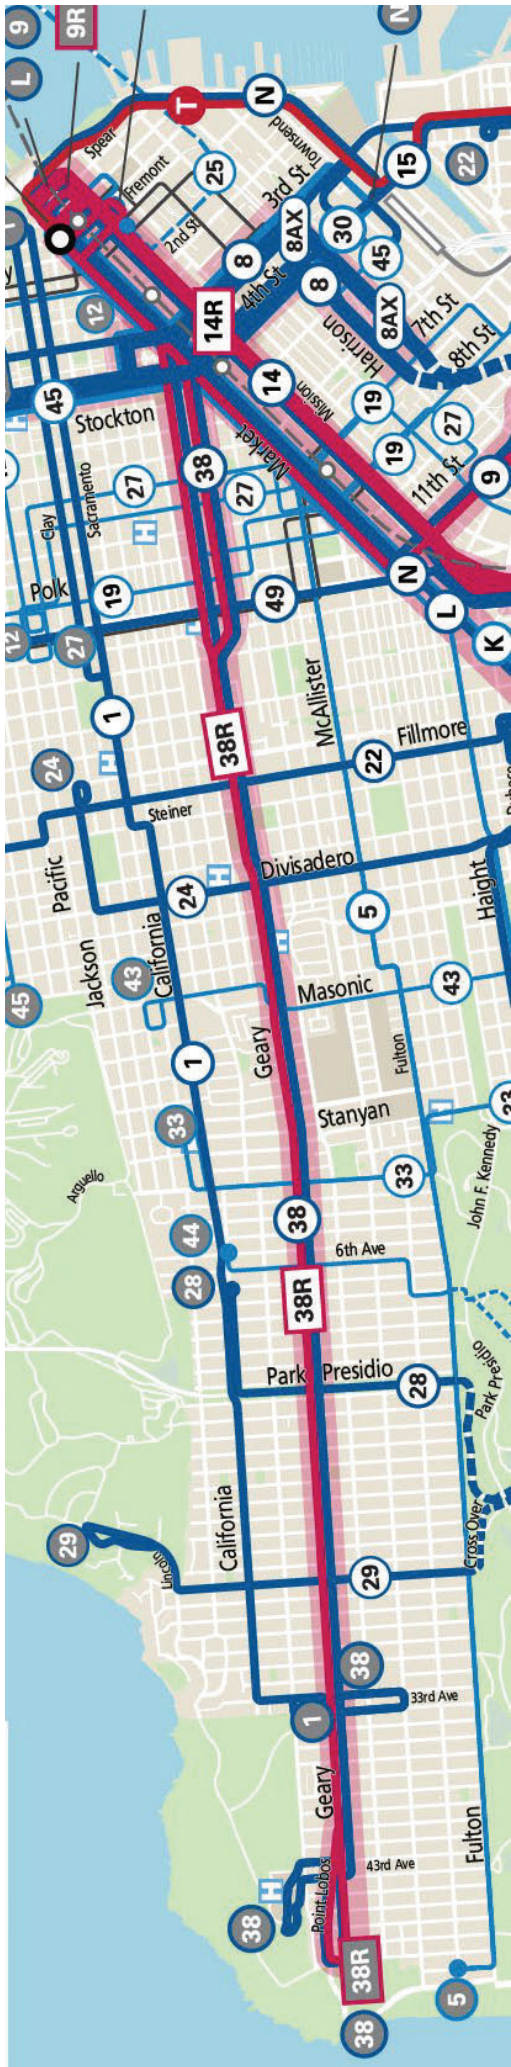 9
9R
N
L
T
N
Spear
Townsend
15
22
Fremont
25
3rd St
2nd St
8
8AX
30
45
4th St
8
8AX
12
14R
Harrison
7th St
8th St
45
14
Mission
19
27
Stockton
Market
19
38
11th St
27
27
9
Sacramento
Clay
H
N
Polk
19
49
L
12
27
K
McAllister
1
38R
Fillmore
H
22
24
Steiner
Pacific
H
Divisadero
Haight
24
5
California
H
43
Jackson
Masonic
43
45
Geary
Fulton
1
Stanyan
H
33
33
33
John F. Kennedy
Arguello
38
44
6th Ave
28
38R
Park Presidio
28
Park Presidio
California
Cross Over
29
Lincoln
29
38
33rd Ave
1
Geary
Fulton
43rd Ave
H
Point Lobos
38
38R
5
38